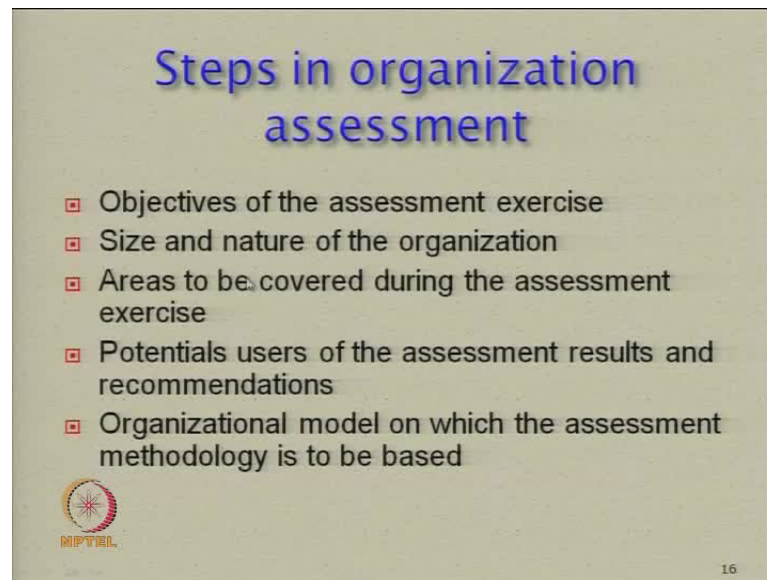 Steps in organization
assessment
Objectives of the assessment exercise
Size and nature of the organization
Areas to be covered during the assessment
exercise
Potentials users of the assessment results and
recommendations
Organizational model on which the assessment
methodology is to be based
NPTEL
16